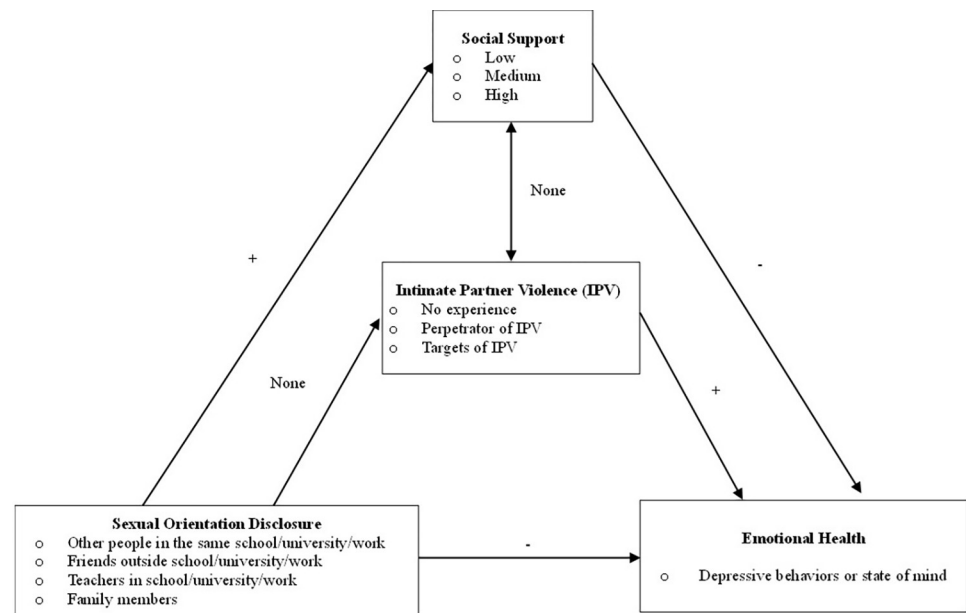 Social Support
o Low
o Medium
o High
None
+
-
Intimate Partner Violence (IPV)
o No experience
o Perpetrator of IPV
o Targets of IPV
None
+
Sexual Orientation Disclosure
o Other people in the same school/university/work
o Friends outside school/university/work
o Teachers in school/university/work
o Family members
-
Emotional Health
o Depressive behaviors or state of mind